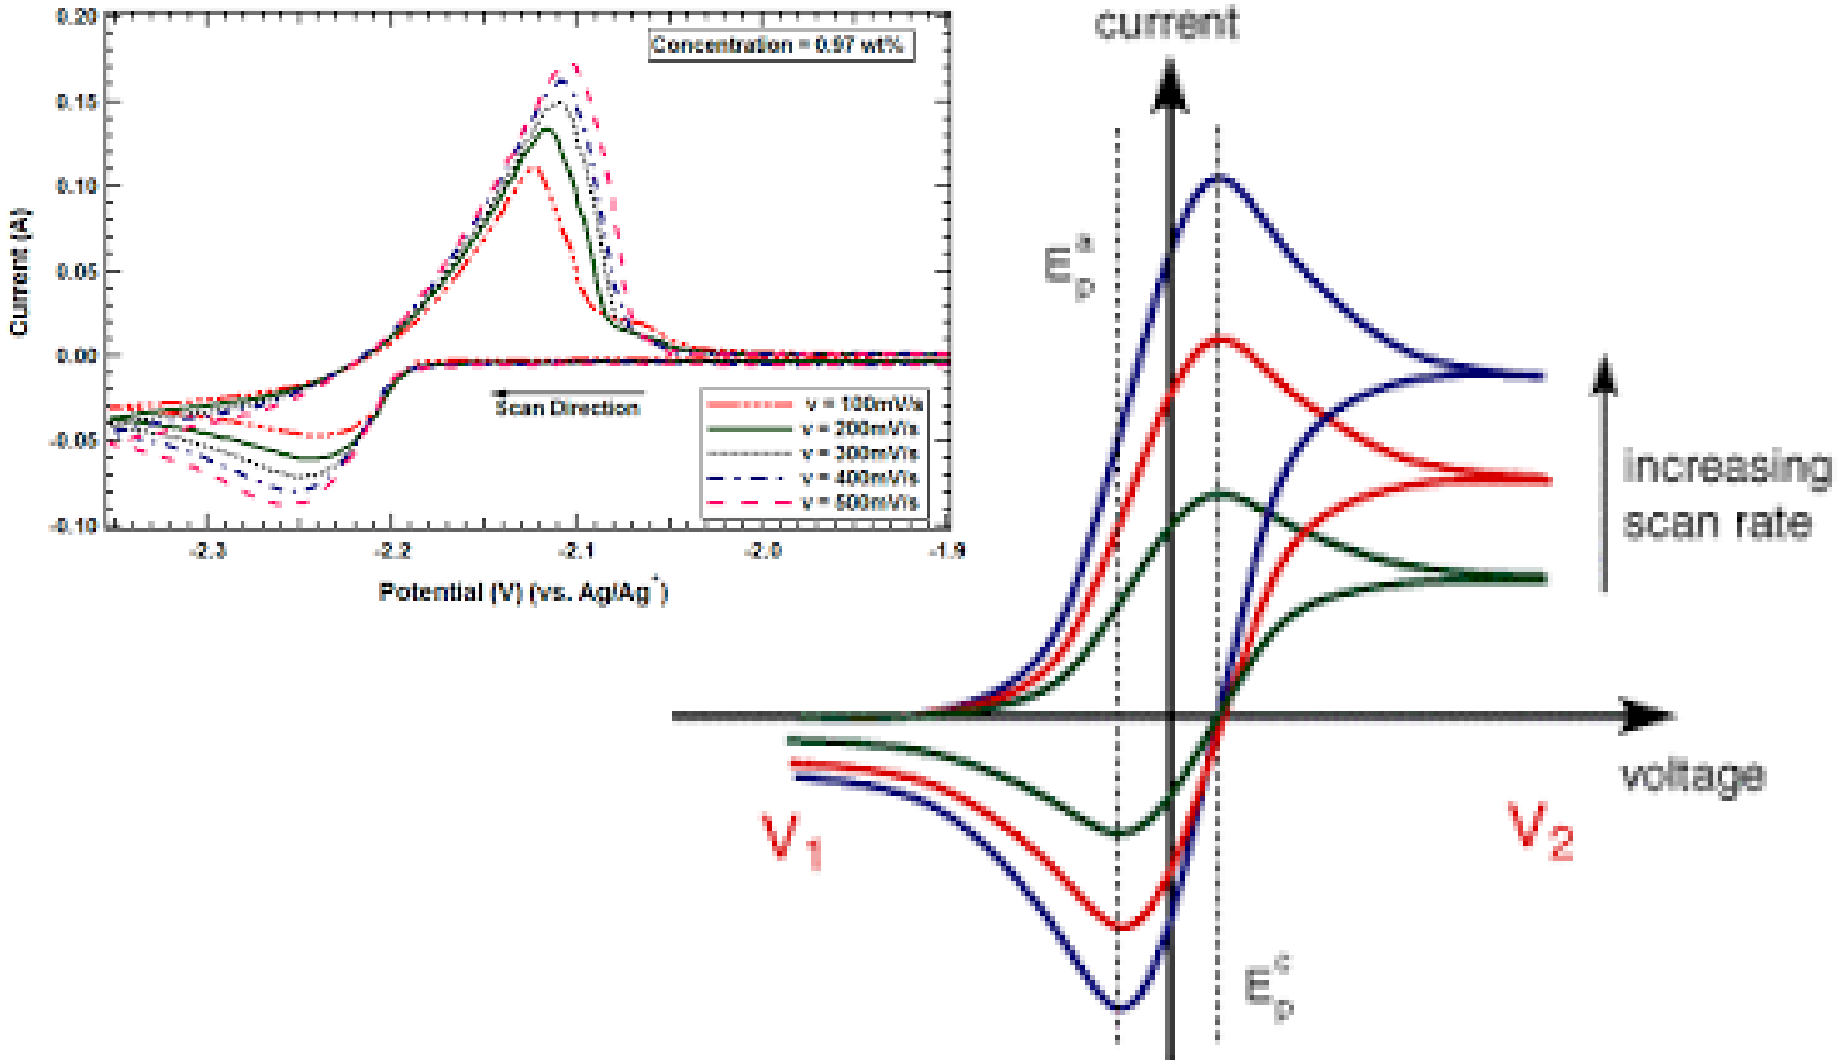 0.20
0.15
0.10
0.05
0.00
-0.05
-0.10
Current (A)
Concentration = 0.97 wt%
Scan Direction
v = 100mV/s
v = 200mV/s
v = 300mV/s
v = 400mV/s
v = 500mV/s
-2.3
-2.2
-2.1
-2.0
-1.9
Potential (V) (vs. Ag/Ag⁺)
current
Eₚᵃ
increasing
scan rate
voltage
V₁
V₂
Eₚᶜ